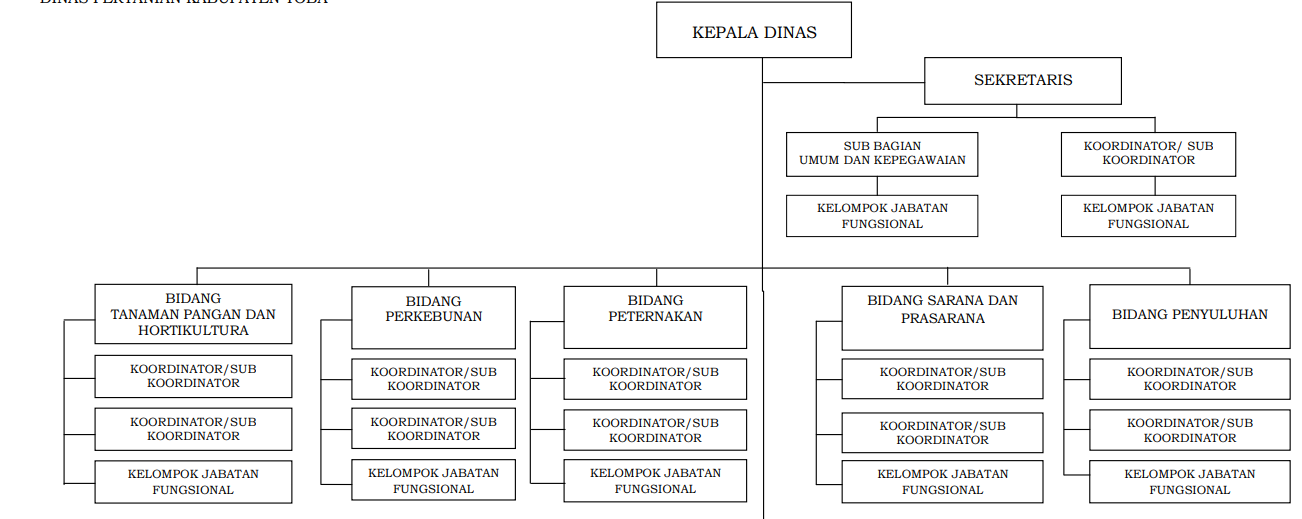 DINAS PERTANIAN KABUPATEN TOBA
KEPALA DINAS
SEKRETARIS
SUB BAGIAN
UMUM DAN KEPEGAWAIAN
KOORDINATOR/ SUB
KOORDINATOR
KELOMPOK JABATAN
FUNGSIONAL
KELOMPOK JABATAN
FUNGSIONAL
BIDANG
TANAMAN PANGAN DAN
HORTIKULTURA
KOORDINATOR/SUB
KOORDINATOR
KOORDINATOR/SUB
KOORDINATOR
KELOMPOK JABATAN
FUNGSIONAL
BIDANG
PERKEBUNAN
KOORDINATOR/SUB
KOORDINATOR
KOORDINATOR/SUB
KOORDINATOR
KELOMPOK JABATAN
FUNGSIONAL
BIDANG
PETERNAKAN
KOORDINATOR/SUB
KOORDINATOR
KOORDINATOR/SUB
KOORDINATOR
KELOMPOK JABATAN
FUNGSIONAL
BIDANG SARANA DAN
PRASARANA
KOORDINATOR/SUB
KOORDINATOR
KOORDINATOR/SUB
KOORDINATOR
KELOMPOK JABATAN
FUNGSIONAL
BIDANG PENYULUHAN
KOORDINATOR/SUB
KOORDINATOR
KOORDINATOR/SUB
KOORDINATOR
KELOMPOK JABATAN
FUNGSIONAL